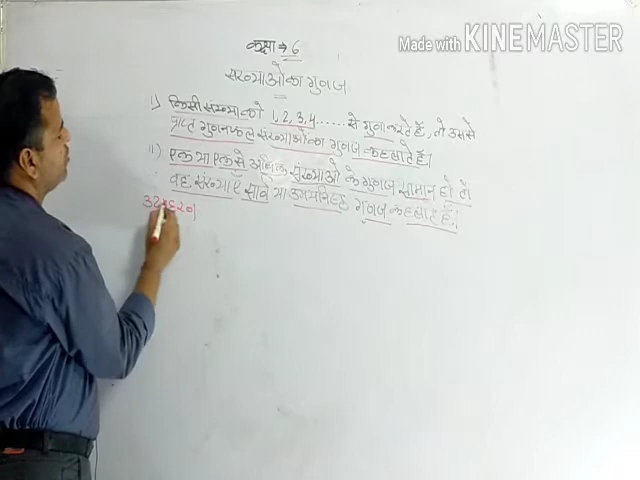 Made with KINEMASTER
कक्षा → 6
संख्याओं का गुणज
i) किसी संख्या को 1, 2, 3, 4...... से गुणा करते हैं, तो उससे
प्राप्त गुणनफल संख्याओं का गुणज कहलाते हैं।
ii) एक या एक से अधिक संख्याओं के गुणज सामान हो तो
वह संख्याएँ सार्व या उभयनिष्ठ गुणज कहलाते हैं।